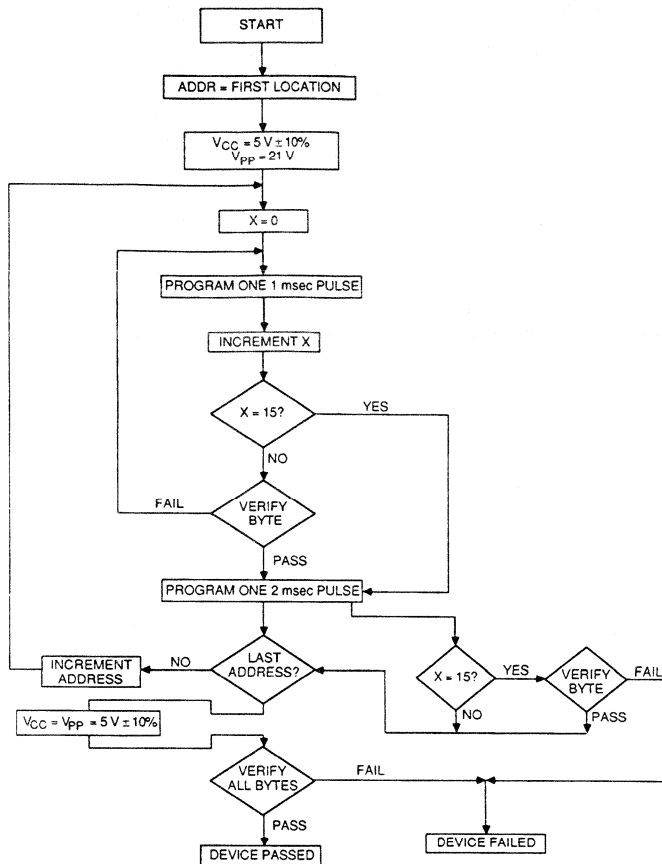 START
ADDR = FIRST LOCATION
VCC = 5 V ± 10%
VPP = 21 V
X = 0
PROGRAM ONE 1 msec PULSE
INCREMENT X
X = 15?
YES
NO
FAIL
VERIFY
BYTE
PASS
PROGRAM ONE 2 msec PULSE
INCREMENT
ADDRESS
NO
LAST
ADDRESS?
X = 15?
YES
VERIFY
BYTE
FAIL
NO
PASS
VCC = VPP = 5 V ± 10%
VERIFY
ALL BYTES
FAIL
PASS
DEVICE PASSED
DEVICE FAILED